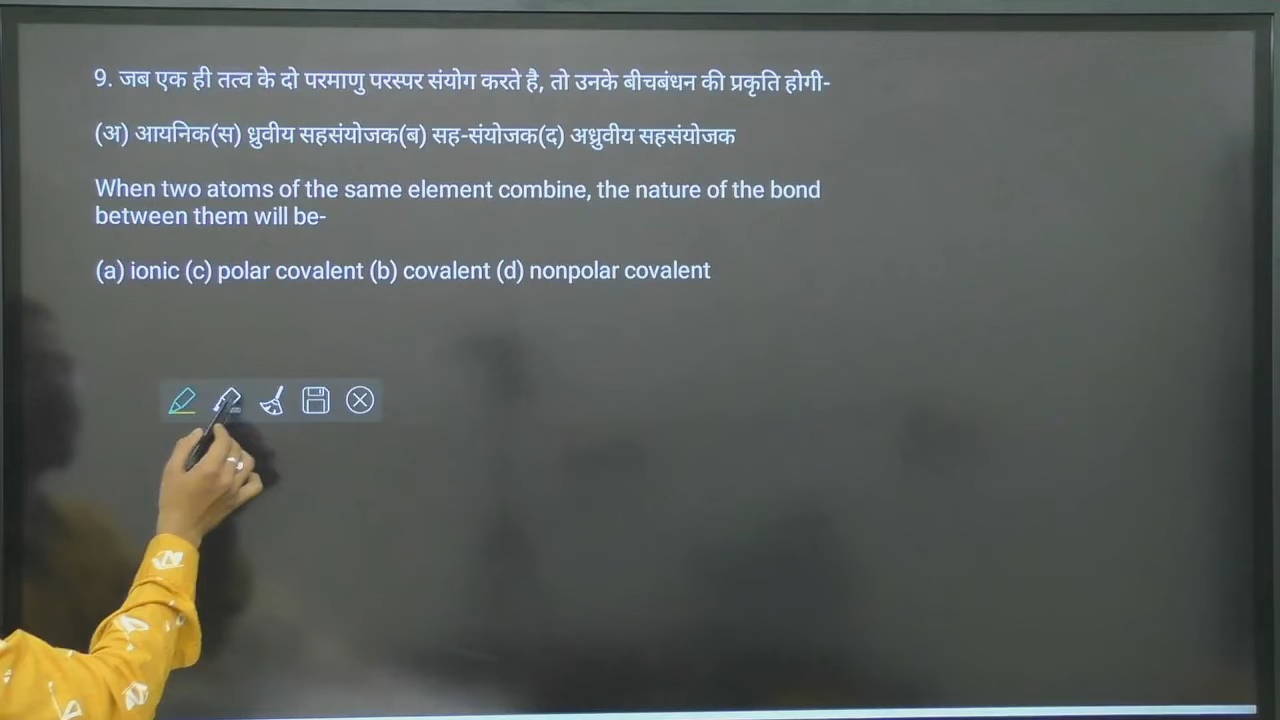 9. जब एक ही तत्व के दो परमाणु परस्पर संयोग करते है, तो उनके बीचबंधन की प्रकृति होगी-
(अ) आयनिक(स) ध्रुवीय सहसंयोजक(ब) सह-संयोजक(द) अध्रुवीय सहसंयोजक
When two atoms of the same element combine, the nature of the bond
between them will be-
(a) ionic (c) polar covalent (b) covalent (d) nonpolar covalent